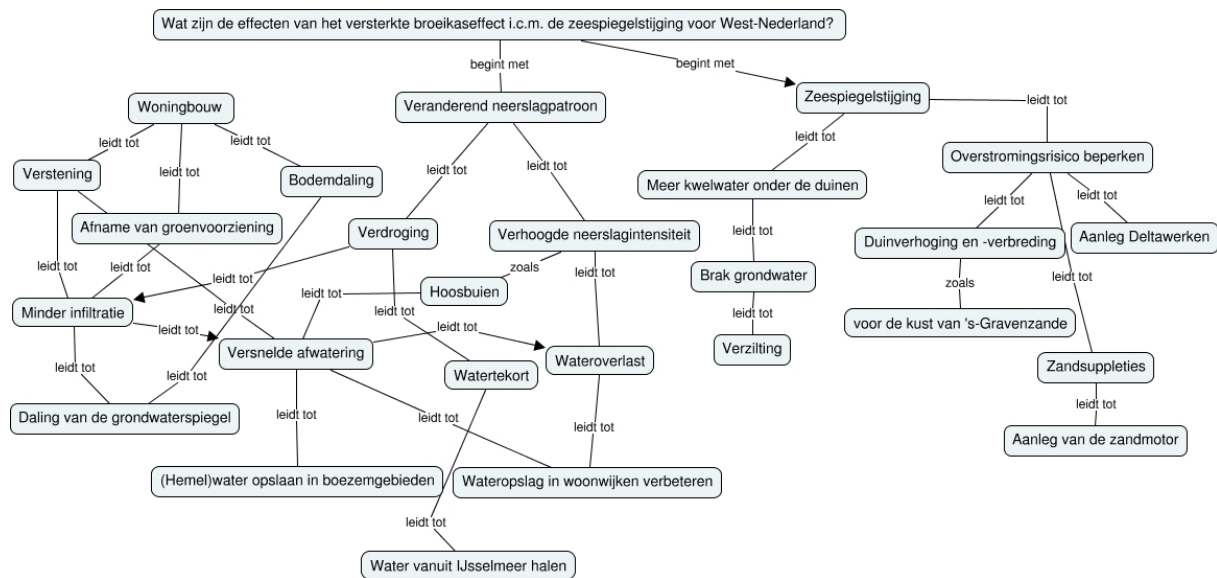 Wat zijn de effecten van het versterkte broeikaseffect i.c.m. de zeespiegelstijging voor West-Nederland?
begint met
begint met
Woningbouw
Veranderend neerslagpatroon
Zeespiegelstijging
leidt tot
leidt tot
leidt tot
leidt tot
leidt tot
leidt tot
leidt tot
Verstening
Bodemdaling
Overstromingsrisico beperken
leidt tot
Meer kwelwater onder de duinen
leidt tot
leidt tot
Afname van groenvoorziening
Verdroging
Verhoogde neerslagintensiteit
Duinverhoging en -verbreding
Aanleg Deltawerken
leidt tot
leidt tot
leidt tot
leidt tot
zoals
leidt tot
leidt tot
Brak grondwater
zoals
leidt tot
leidt tot
Hoosbuien
leidt tot
leidt tot
Minder infiltratie
leidt tot
leidt tot
leidt tot
voor de kust van 's-Gravenzande
Versnelde afwatering
Wateroverlast
Verzilting
leidt tot
leidt tot
Watertekort
Zandsuppleties
Daling van de grondwaterspiegel
leidt tot
leidt tot
leidt tot
leidt tot
Aanleg van de zandmotor
(Hemel)water opslaan in boezemgebieden
Wateropslag in woonwijken verbeteren
leidt tot
Water vanuit IJsselmeer halen